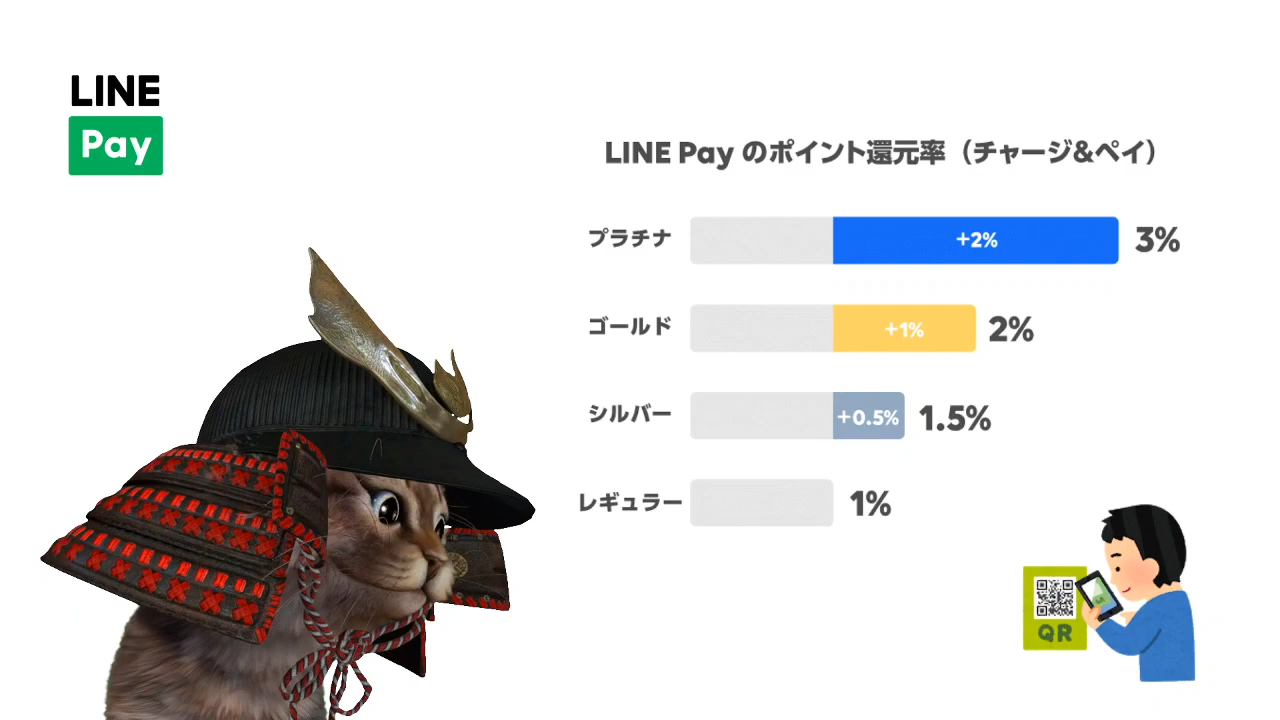 LINE
Pay
LINE Pay のポイント還元率（チャージ&ペイ）
プラチナ +2% 3%
ゴールド +1% 2%
シルバー +0.5% 1.5%
レギュラー 1%
QR